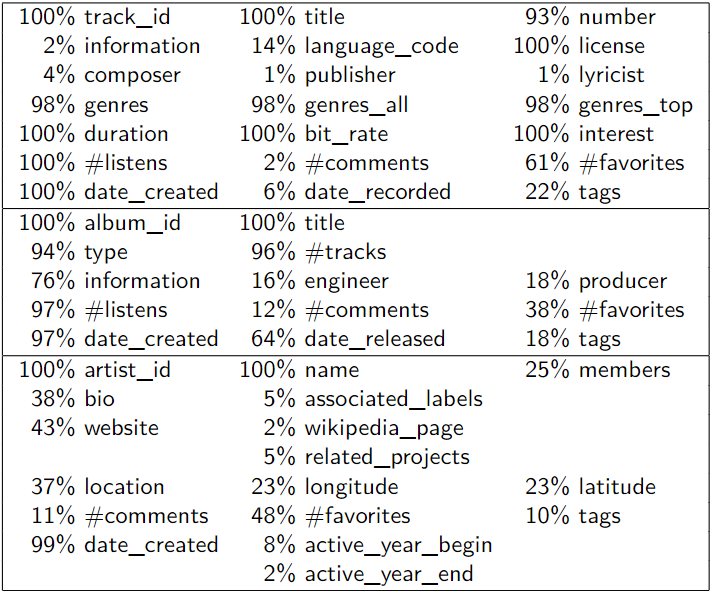 100% track_id 100% title 93% number
2% information 14% language_code 100% license
4% composer 1% publisher 1% lyricist
98% genres 98% genres_all 98% genres_top
100% duration 100% bit_rate 100% interest
100% #listens 2% #comments 61% #favorites
100% date_created 6% date_recorded 22% tags
100% album_id 100% title
94% type 96% #tracks
76% information 16% engineer 18% producer
97% #listens 12% #comments 38% #favorites
97% date_created 64% date_released 18% tags
100% artist_id 100% name 25% members
38% bio 5% associated_labels
43% website 2% wikipedia_page
5% related_projects
37% location 23% longitude 23% latitude
11% #comments 48% #favorites 10% tags
99% date_created 8% active_year_begin
2% active_year_end